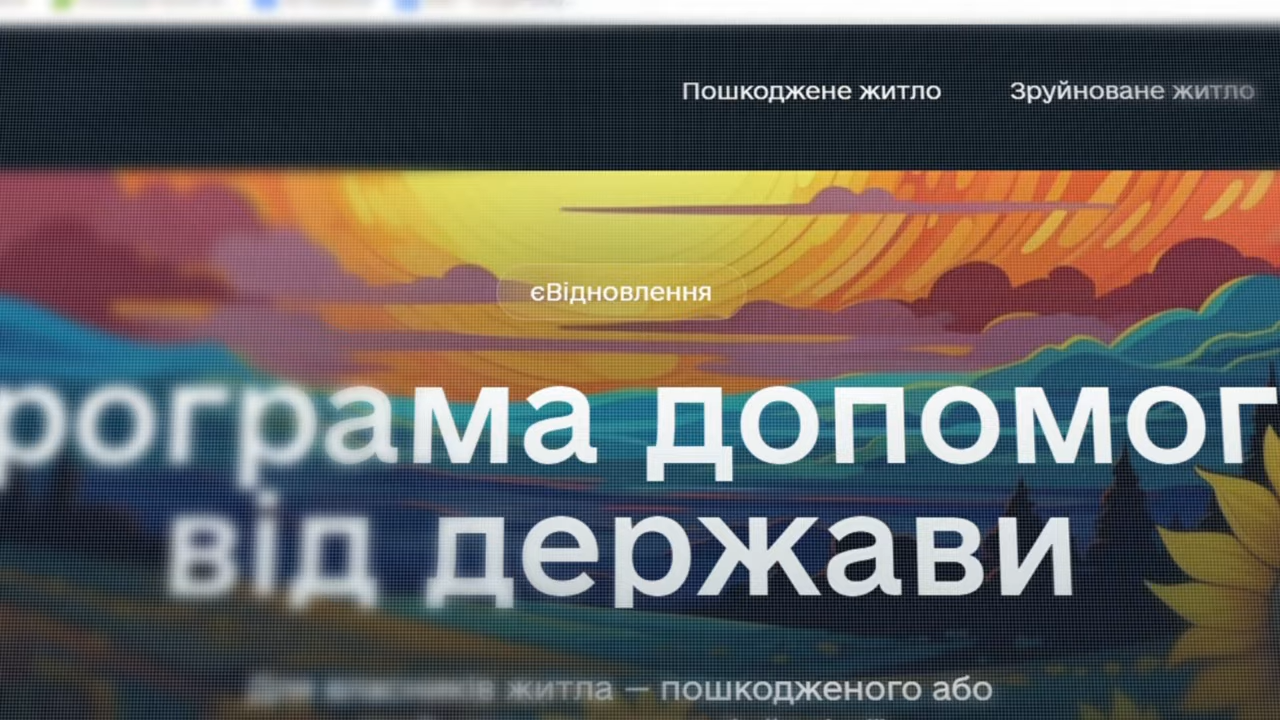 Пошкоджене житло Зруйноване житло
єВідновлення
рограма допомог
від держави
житла — пошкодженого або